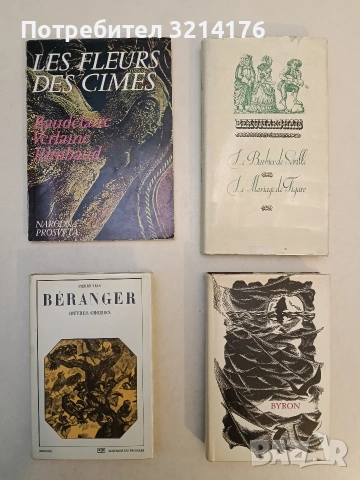 Потребител 3214176
LES FLEURS
DES CIMES
Baudelaire
Verlaine
Rimbaud
NARODNA
PROSVETA
BEAUMARCHAIS
Le Barbier de Séville
Le Mariage de Figaro
BÉRANGER
ŒUVRES CHOISIES
BYRON
bazar